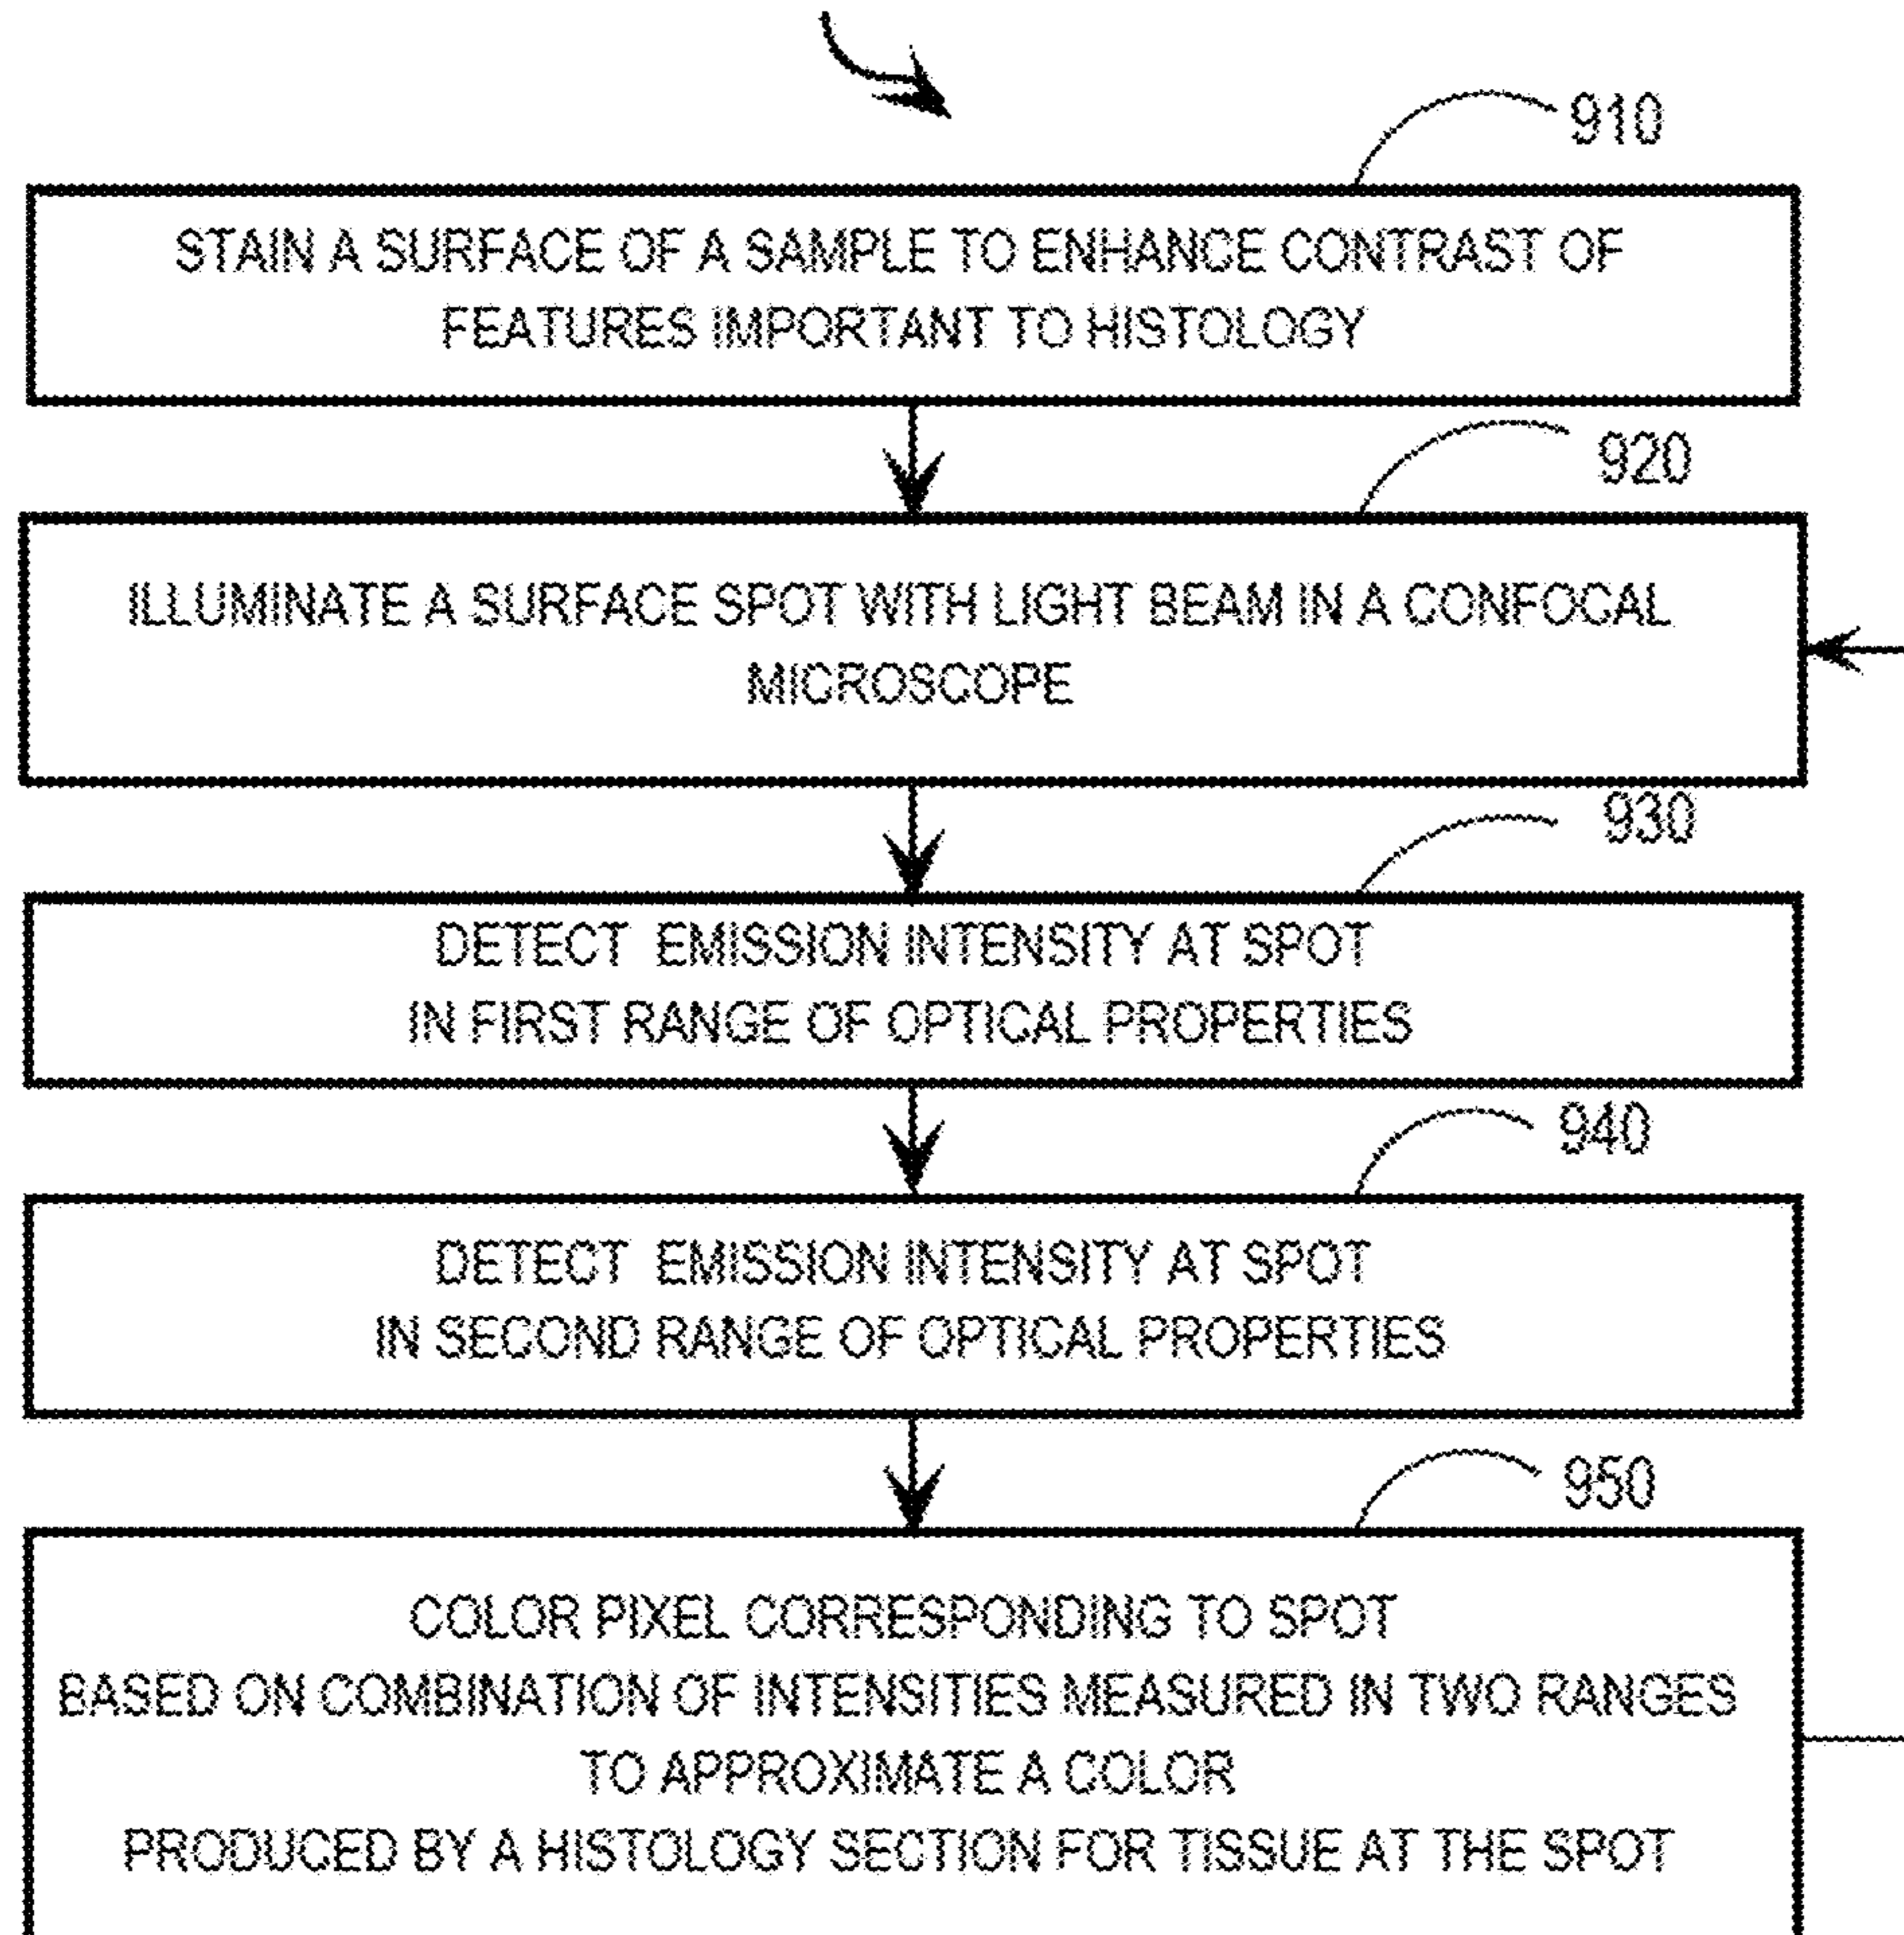 910
STAIN A SURFACE OF A SAMPLE TO ENHANCE CONTRAST OF
FEATURES IMPORTANT TO HISTOLOGY
920
ILLUMINATE A SURFACE SPOT WITH LIGHT BEAM IN A CONFOCAL
MICROSCOPE
930
DETECT EMISSION INTENSITY AT SPOT
IN FIRST RANGE OF OPTICAL PROPERTIES
940
DETECT EMISSION INTENSITY AT SPOT
IN SECOND RANGE OF OPTICAL PROPERTIES
950
COLOR PIXEL CORRESPONDING TO SPOT
BASED ON COMBINATION OF INTENSITIES MEASURED IN TWO RANGES
TO APPROXIMATE A COLOR
PRODUCED BY A HISTOLOGY SECTION FOR TISSUE AT THE SPOT